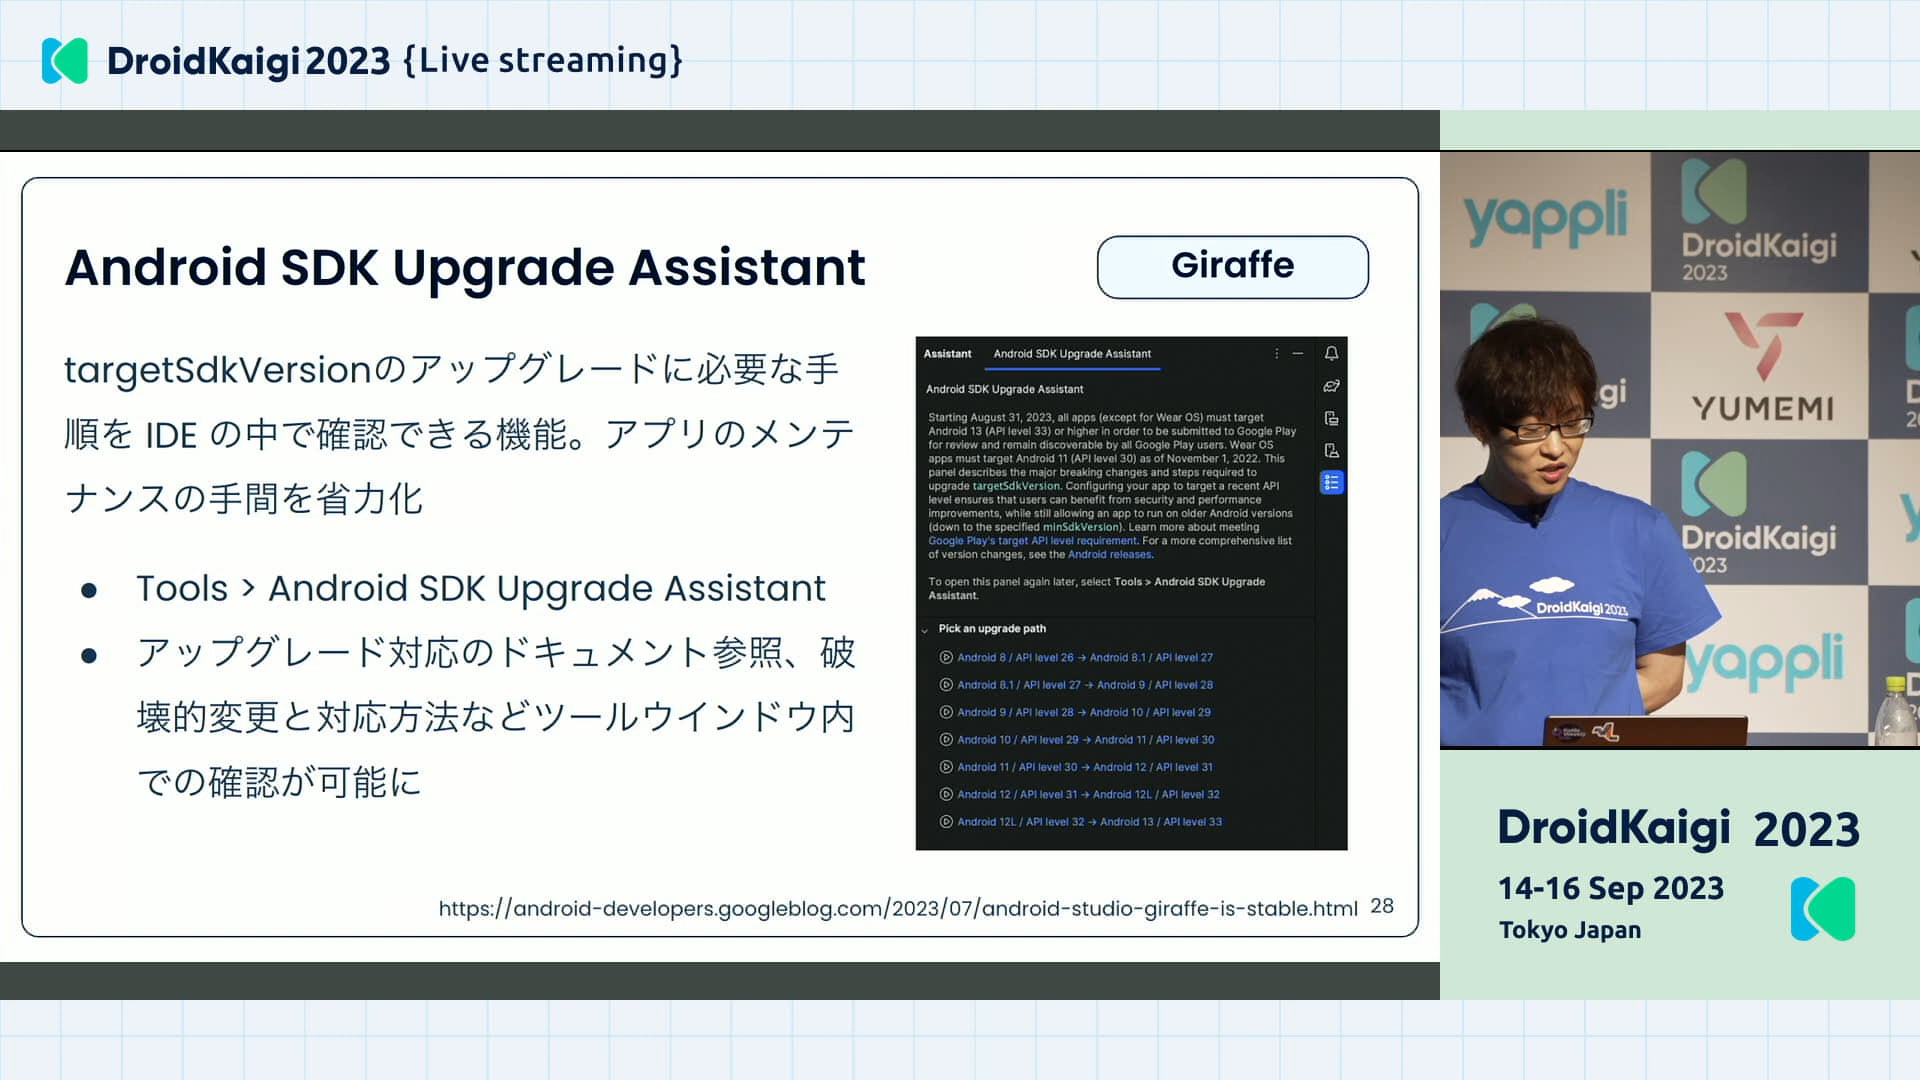 DroidKaigi 2023 {Live streaming}
Android SDK Upgrade Assistant
Giraffe
targetSdkVersionのアップグレードに必要な手
順を IDE の中で確認できる機能。アプリのメンテ
ナンスの手間を省力化
● Tools > Android SDK Upgrade Assistant
● アップグレード対応のドキュメント参照、破
壊的変更と対応方法などツールウインドウ内
での確認が可能に
Assistant Android SDK Upgrade Assistant
Android SDK Upgrade Assistant
Starting August 31, 2023, all apps (except for Wear OS) must target
Android 13 (API level 33) or higher in order to be submitted to Google Play
for review and remain discoverable by all Google Play users. Wear OS
apps must target Android 11 (API level 30) as of November 1, 2022. This
panel describes the major breaking changes and steps required to
upgrade targetSdkVersion. Configuring your app to target a recent API
level ensures that users can benefit from security and performance
improvements, while still allowing an app to run on older Android versions
(down to the specified minSdkVersion). Learn more about meeting
Google Play's target API level requirement. For a more comprehensive list
of version changes, see the Android releases.
To open this panel again later, select Tools > Android SDK Upgrade
Assistant.
Pick an upgrade path
Android 8 / API level 26 → Android 8.1 / API level 27
Android 8.1 / API level 27 → Android 9 / API level 28
Android 9 / API level 28 → Android 10 / API level 29
Android 10 / API level 29 → Android 11 / API level 30
Android 11 / API level 30 → Android 12 / API level 31
Android 12 / API level 31 → Android 12L / API level 32
Android 12L / API level 32 → Android 13 / API level 33
https://android-developers.googleblog.com/2023/07/android-studio-giraffe-is-stable.html 28
yappli
DroidKaigi
2023
gi
YUMEMI
DroidKaigi
023
DroidKaigi 2023
yappli
DroidKaigi 2023
14-16 Sep 2023
Tokyo Japan